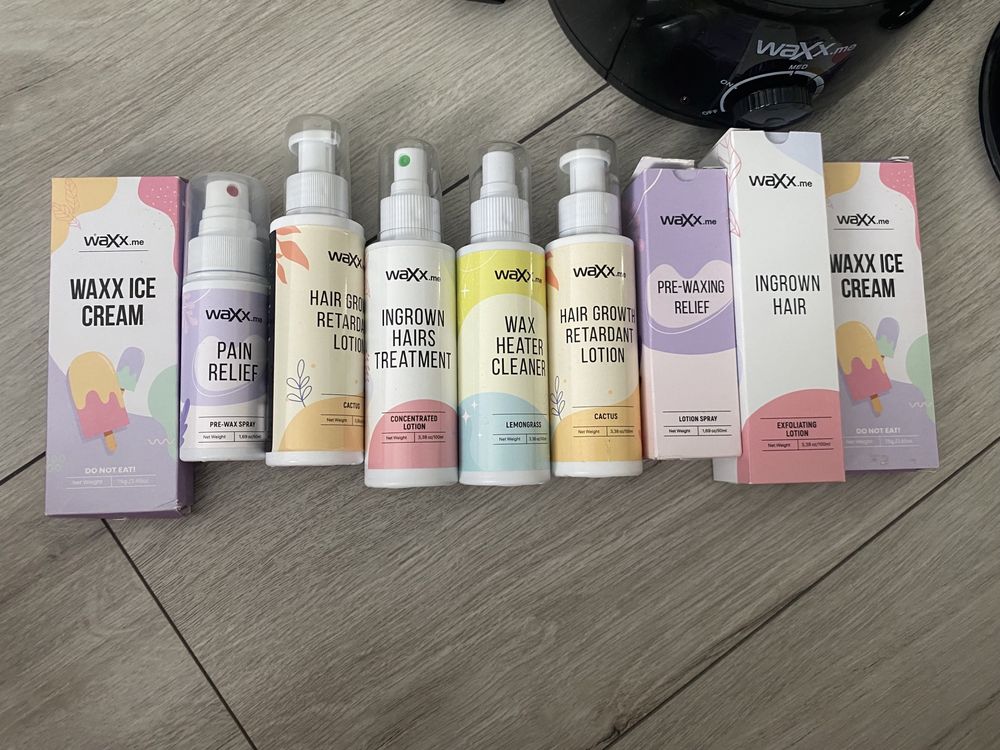 waxx.me
MED
ON
OFF
waxx.me
WAXX ICE
CREAM
DO NOT EAT!
Net Weight
waxx.me
PAIN
RELIEF
PRE-WAX SPRAY
Net Weight 1,69 oz/50ml
waxx
HAIR GRO
RETARDA
LOTION
CACTUS
Net Weight
waxx.me
INGROWN
HAIRS
TREATMENT
CONCENTRATED
LOTION
Net Weight 3,38 oz/100ml
waxx.me
WAX
HEATER
CLEANER
LEMONGRASS
Net Weight 3,38 oz/100ml
waxx.me
HAIR GROWTH
RETARDANT
LOTION
CACTUS
Net Weight 3,38 oz/100ml
waxx.me
PRE-WAXING
RELIEF
LOTION SPRAY
Net Weight 1,69 oz/50ml
waxx.me
INGROWN
HAIR
EXFOLIATING
LOTION
Net Weight 3,38 oz/100ml
waxx.me
WAXX ICE
CREAM
DO NOT EAT!
Net Weight